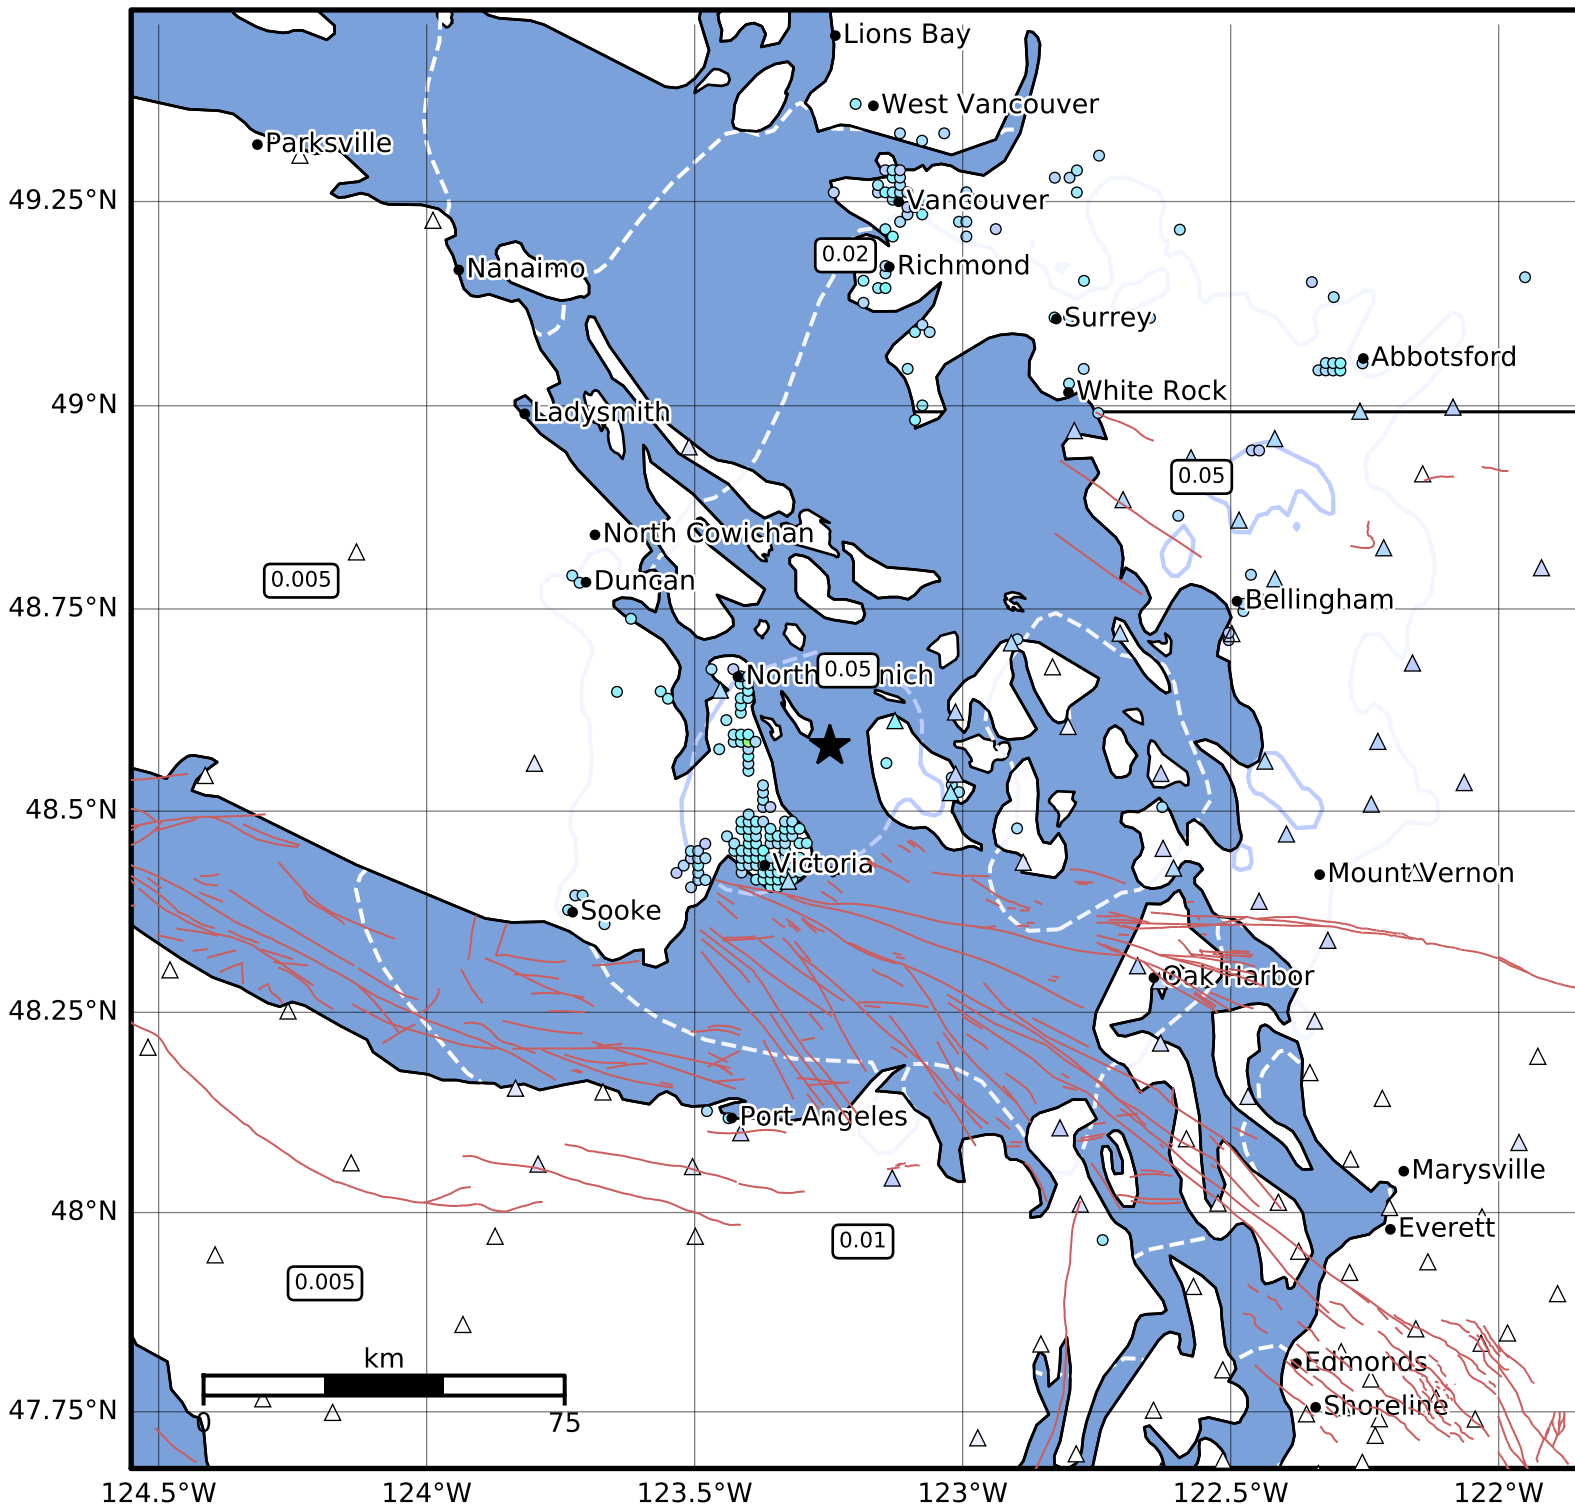 Lions Bay
West Vancouver
Parksville
49.25°N
Vancouver
0.02
Richmond
Nanaimo
Surrey
Abbotsford
White Rock
49°N
Ladysmith
0.05
North Cowichan
0.005
Duncan
Bellingham
48.75°N
North nich
0.05
48.5°N
Victoria
Mount Vernon
Sooke
Oak Harbor
48.25°N
Port Angeles
Marysville
48°N
Everett
0.01
0.005
km
Edmonds
Shoreline
47.75°N
0 75
124.5°W 124°W 123.5°W 123°W 122.5°W 122°W